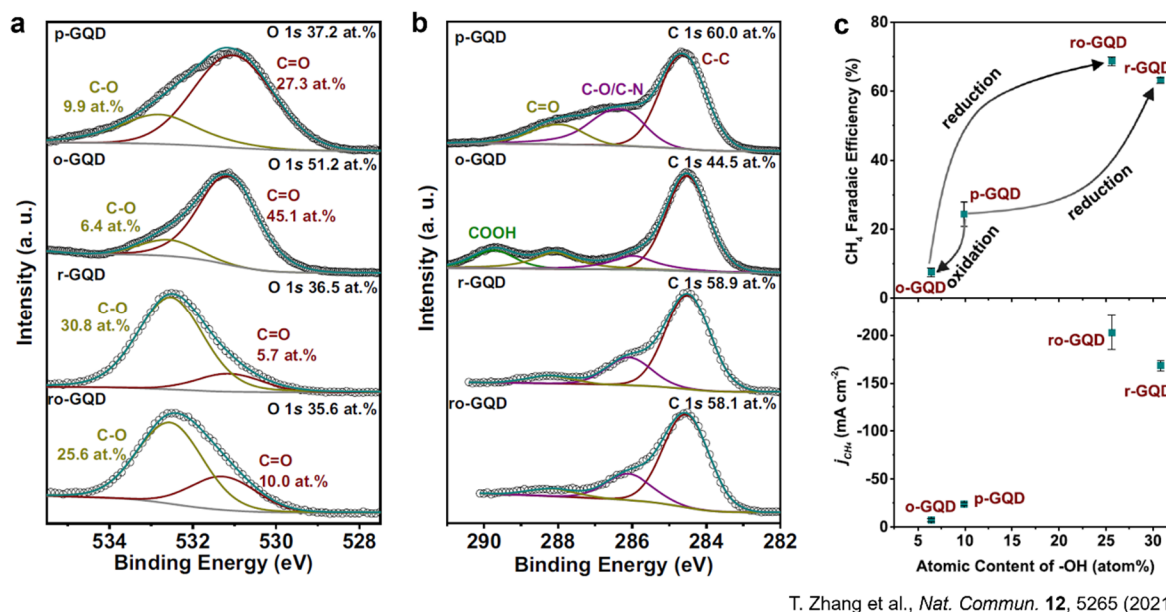 a
p-GQD
O 1s 37.2 at.%
C=O
27.3 at.%
C-O
9.9 at.%
o-GQD
O 1s 51.2 at.%
C=O
45.1 at.%
C-O
6.4 at.%
r-GQD
O 1s 36.5 at.%
C-O
30.8 at.%
C=O
5.7 at.%
ro-GQD
O 1s 35.6 at.%
C-O
25.6 at.%
C=O
10.0 at.%
Intensity (a. u.)
534 532 530 528
Binding Energy (eV)
b
p-GQD
C 1s 60.0 at.%
C-C
C-O/C-N
C=O
o-GQD
C 1s 44.5 at.%
COOH
r-GQD
C 1s 58.9 at.%
ro-GQD
C 1s 58.1 at.%
Intensity (a. u.)
290 288 286 284 282
Binding Energy (eV)
c
80
60
40
20
0
CH4 Faradaic Efficiency (%)
ro-GQD
r-GQD
reduction
p-GQD
reduction
oxidation
o-GQD
-200
-150
-100
-50
0
jCH4 (mA cm-2)
ro-GQD
r-GQD
o-GQD
p-GQD
5 10 15 20 25 30
Atomic Content of -OH (atom%)
T. Zhang et al., Nat. Commun. 12, 5265 (2021